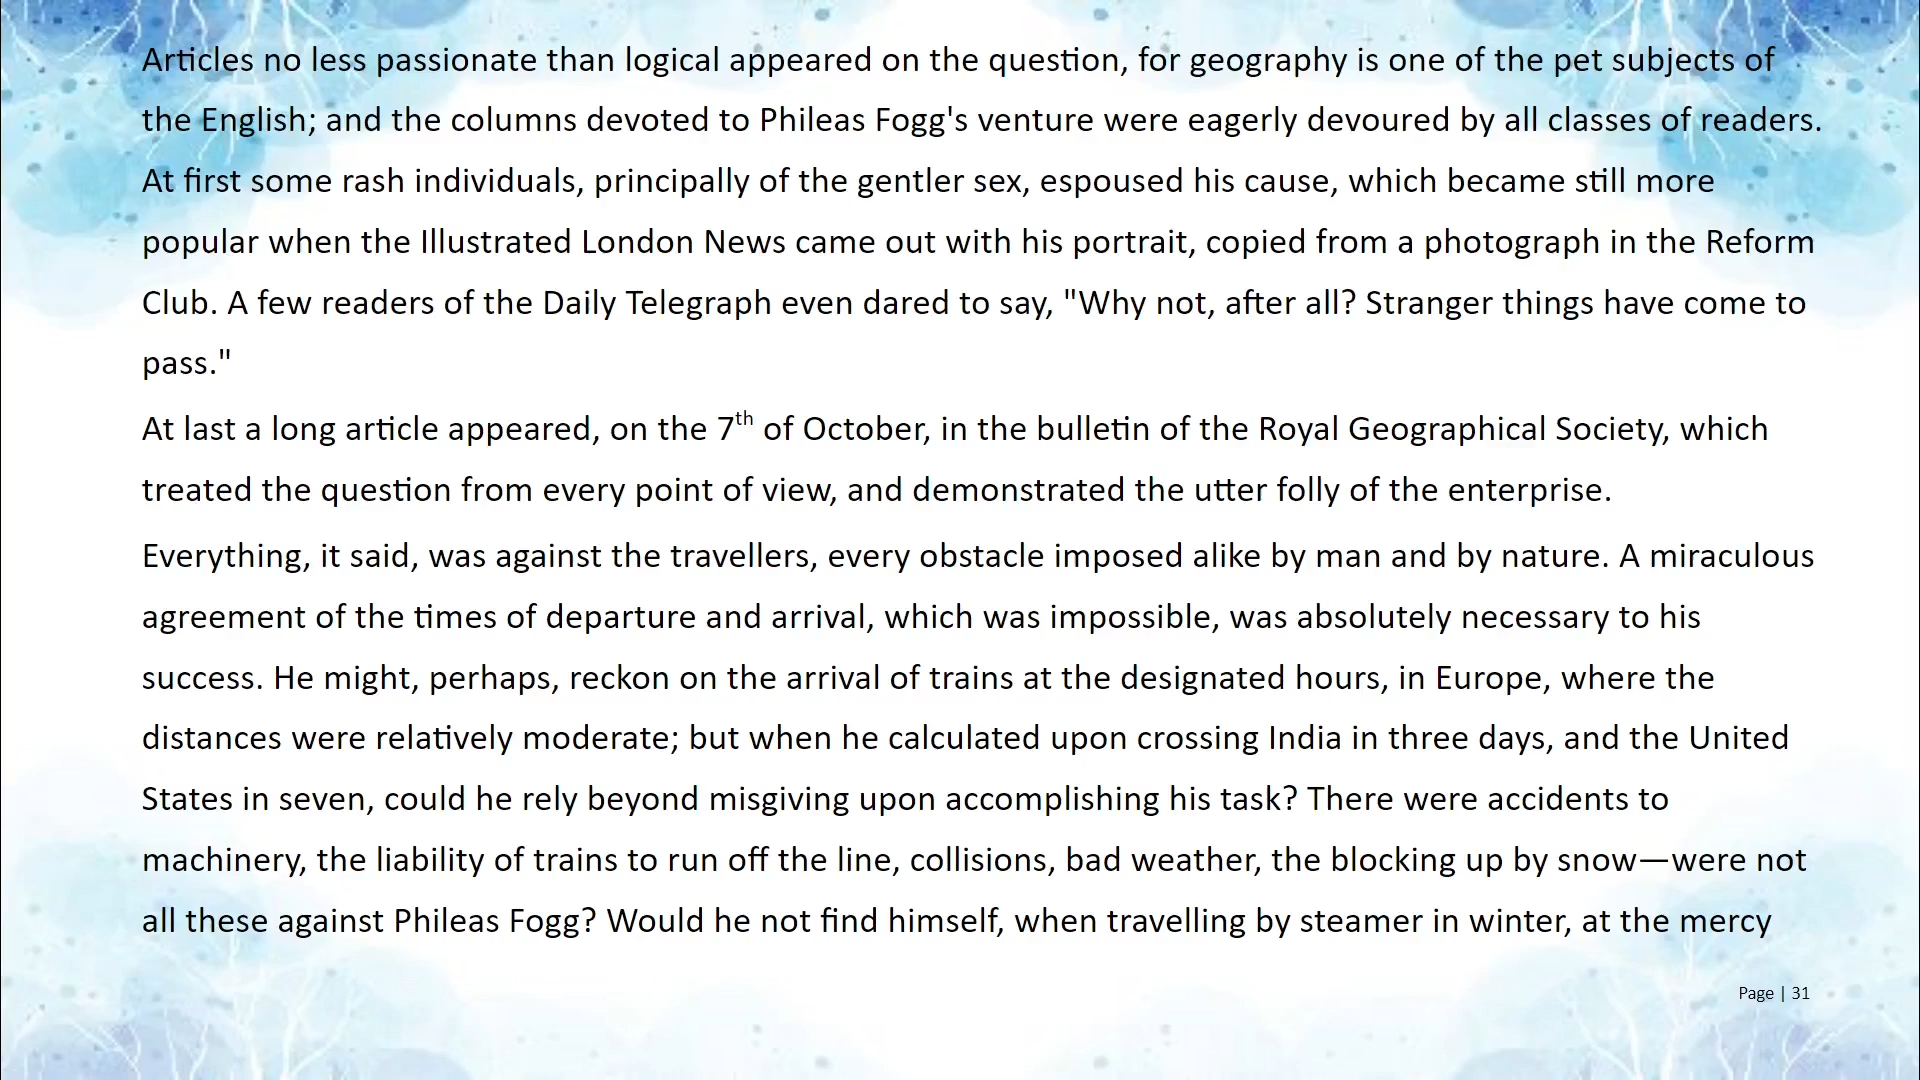 Articles no less passionate than logical appeared on the question, for geography is one of the pet subjects of
the English; and the columns devoted to Phileas Fogg's venture were eagerly devoured by all classes of readers.
At first some rash individuals, principally of the gentler sex, espoused his cause, which became still more
popular when the Illustrated London News came out with his portrait, copied from a photograph in the Reform
Club. A few readers of the Daily Telegraph even dared to say, "Why not, after all? Stranger things have come to
pass."
At last a long article appeared, on the 7th of October, in the bulletin of the Royal Geographical Society, which
treated the question from every point of view, and demonstrated the utter folly of the enterprise.
Everything, it said, was against the travellers, every obstacle imposed alike by man and by nature. A miraculous
agreement of the times of departure and arrival, which was impossible, was absolutely necessary to his
success. He might, perhaps, reckon on the arrival of trains at the designated hours, in Europe, where the
distances were relatively moderate; but when he calculated upon crossing India in three days, and the United
States in seven, could he rely beyond misgiving upon accomplishing his task? There were accidents to
machinery, the liability of trains to run off the line, collisions, bad weather, the blocking up by snow—were not
all these against Phileas Fogg? Would he not find himself, when travelling by steamer in winter, at the mercy
Page | 31